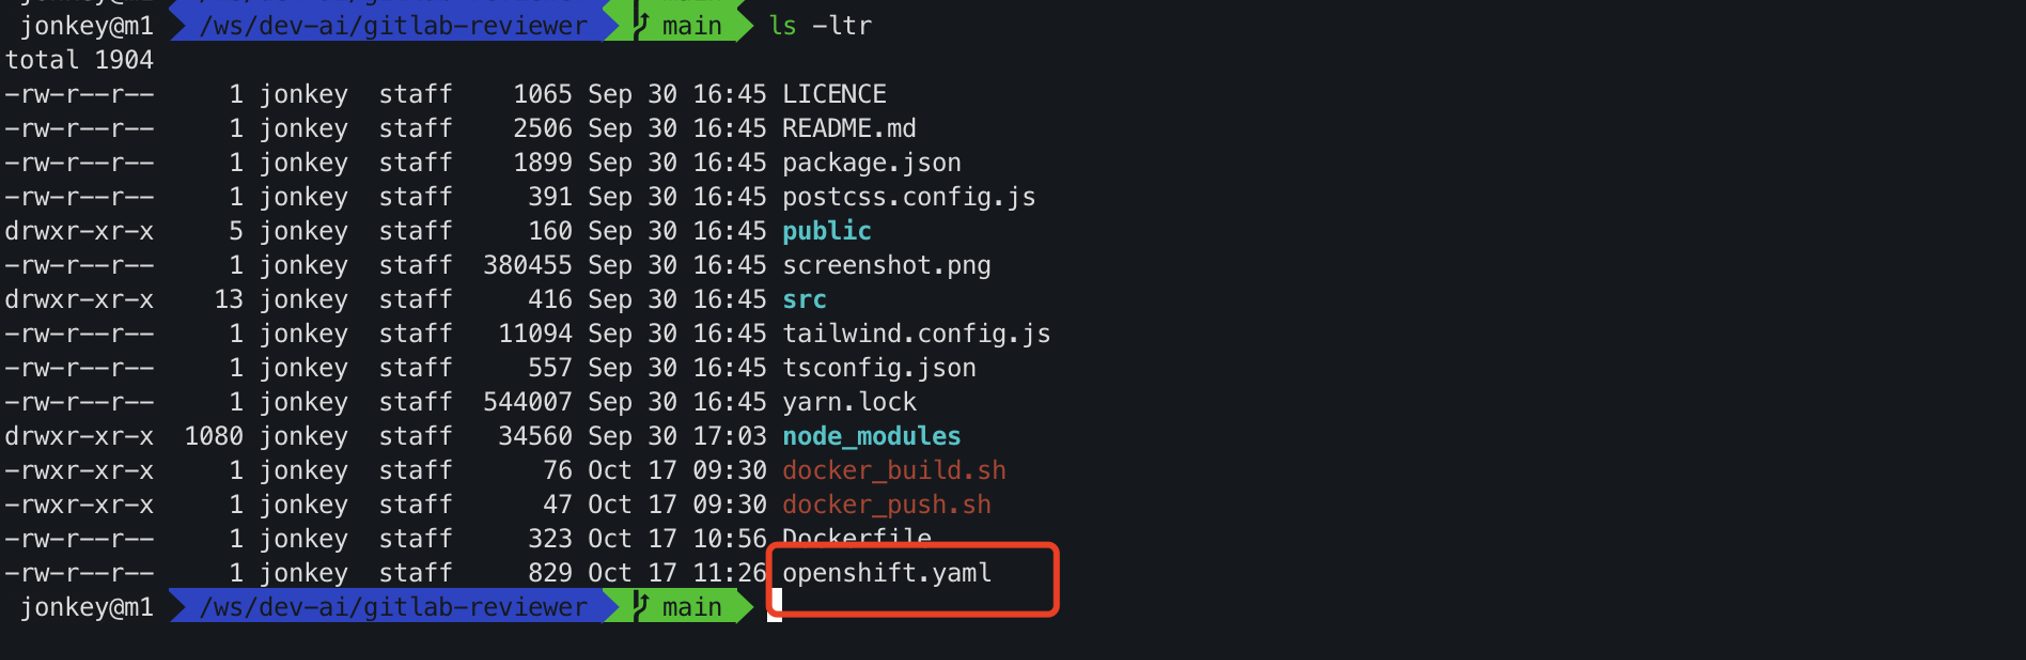 jonkey@m1 /ws/dev-ai/gitlab-reviewer main ls -ltr
total 1904
-rw-r--r-- 1 jonkey staff 1065 Sep 30 16:45 LICENCE
-rw-r--r-- 1 jonkey staff 2506 Sep 30 16:45 README.md
-rw-r--r-- 1 jonkey staff 1899 Sep 30 16:45 package.json
-rw-r--r-- 1 jonkey staff 391 Sep 30 16:45 postcss.config.js
drwxr-xr-x 5 jonkey staff 160 Sep 30 16:45 public
-rw-r--r-- 1 jonkey staff 380455 Sep 30 16:45 screenshot.png
drwxr-xr-x 13 jonkey staff 416 Sep 30 16:45 src
-rw-r--r-- 1 jonkey staff 11094 Sep 30 16:45 tailwind.config.js
-rw-r--r-- 1 jonkey staff 557 Sep 30 16:45 tsconfig.json
-rw-r--r-- 1 jonkey staff 544007 Sep 30 16:45 yarn.lock
drwxr-xr-x 1080 jonkey staff 34560 Sep 30 17:03 node_modules
-rwxr-xr-x 1 jonkey staff 76 Oct 17 09:30 docker_build.sh
-rwxr-xr-x 1 jonkey staff 47 Oct 17 09:30 docker_push.sh
-rw-r--r-- 1 jonkey staff 323 Oct 17 10:56 Dockerfile
-rw-r--r-- 1 jonkey staff 829 Oct 17 11:26 openshift.yaml
jonkey@m1 /ws/dev-ai/gitlab-reviewer main